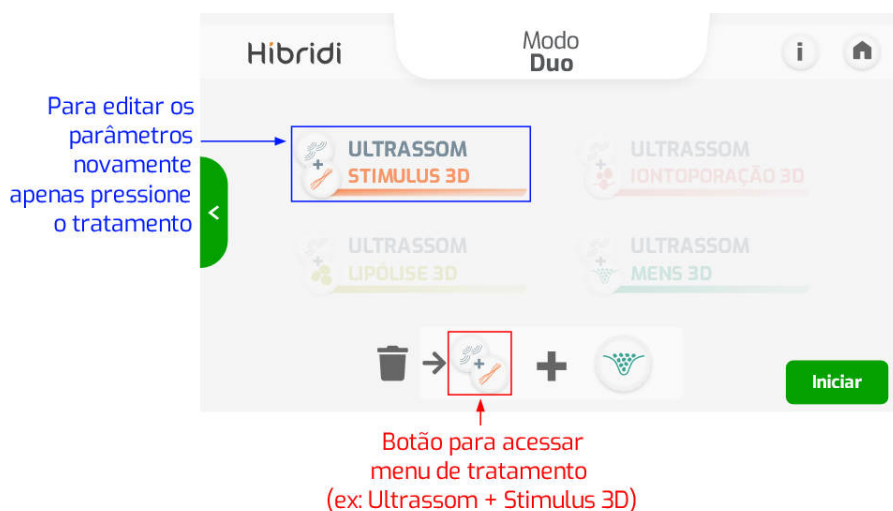 Híbridi
Modo
Duo
i
Para editar os
parâmetros
novamente
apenas pressione
o tratamento
<
ULTRASSOM
STIMULUS 3D
ULTRASSOM
IONTOPORAÇÃO 3D
ULTRASSOM
LIPÓLISE 3D
ULTRASSOM
MENS 3D
Iniciar
Botão para acessar
menu de tratamento
(ex: Ultrassom + Stimulus 3D)